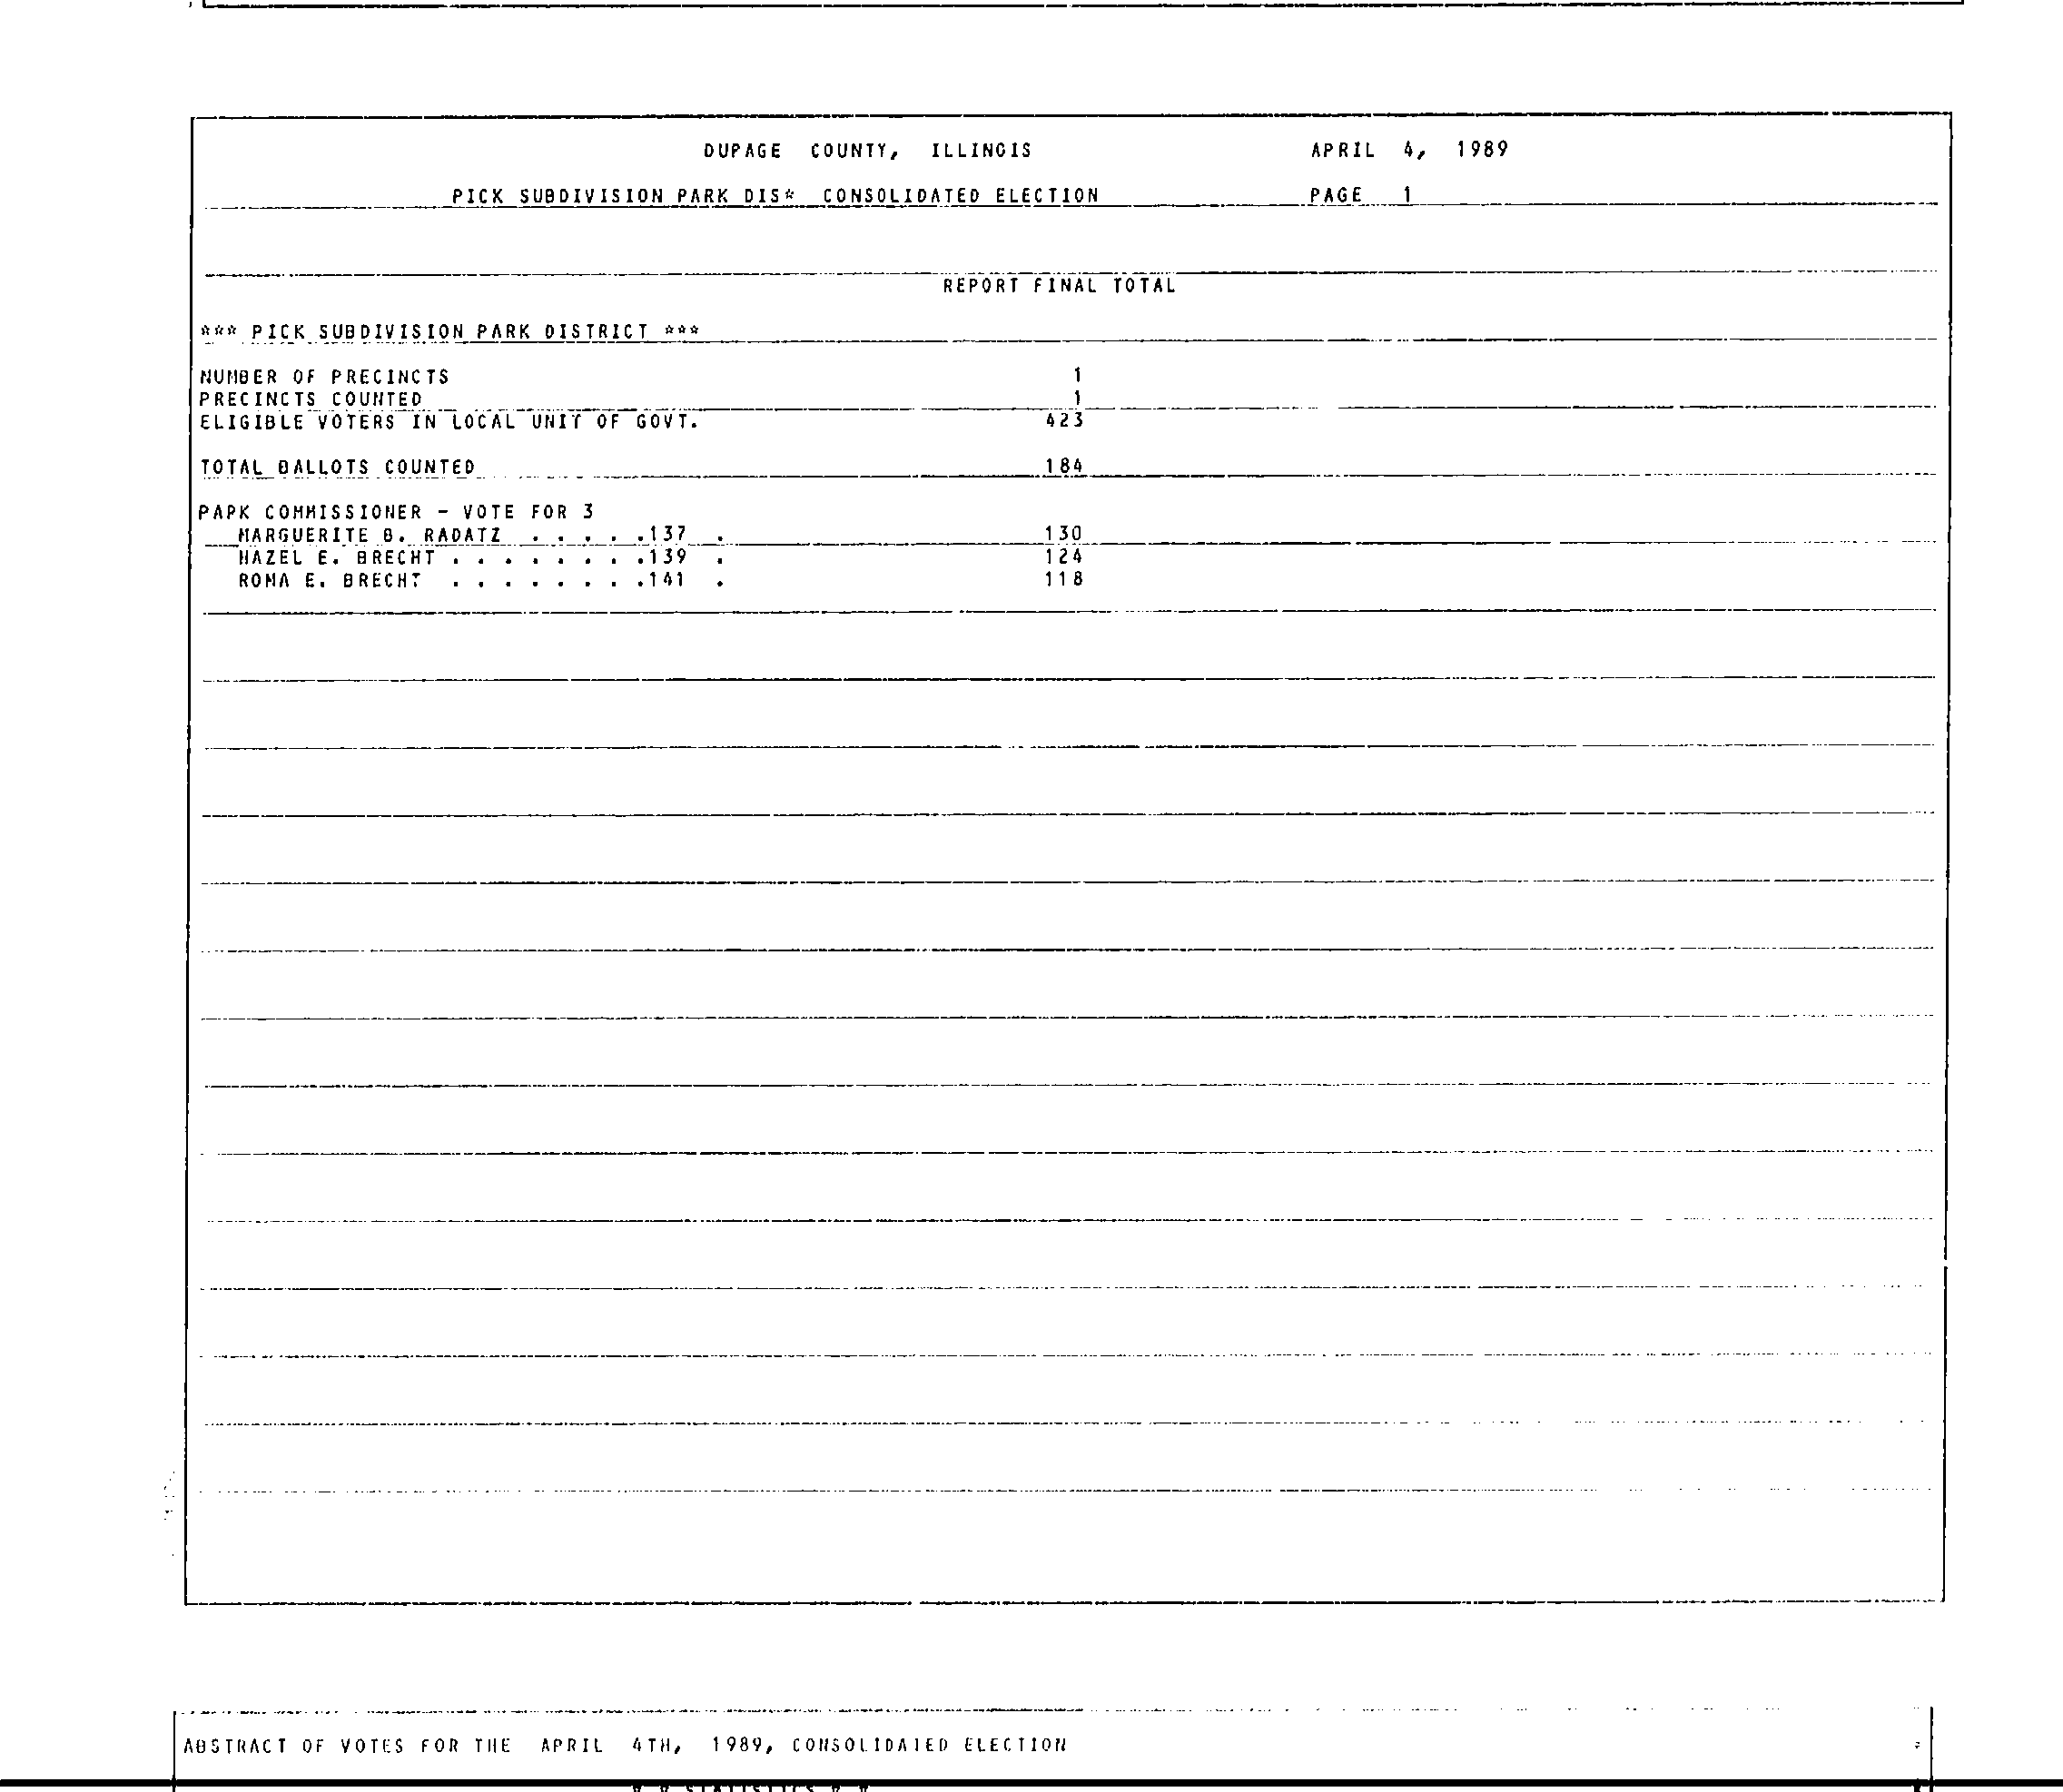 DUPAGE COUNTY, ILLINOIS APRIL 4, 1989
PICK SUBDIVISION PARK DIS* CONSOLIDATED ELECTION PAGE 1
REPORT FINAL TOTAL
*** PICK SUBDIVISION PARK DISTRICT ***
NUMBER OF PRECINCTS 1
PRECINCTS COUNTED 1
ELIGIBLE VOTERS IN LOCAL UNIT OF GOVT. 423
TOTAL BALLOTS COUNTED 184
PARK COMMISSIONER - VOTE FOR 3
MARGUERITE B. RADATZ . . . . .137 . 130
HAZEL E. BRECHT . . . . . . . .139 . 124
ROMA E. BRECHT . . . . . . . .141 . 118
ABSTRACT OF VOTES FOR THE APRIL 4TH, 1989, CONSOLIDATED ELECTION
* * STATISTICS * *